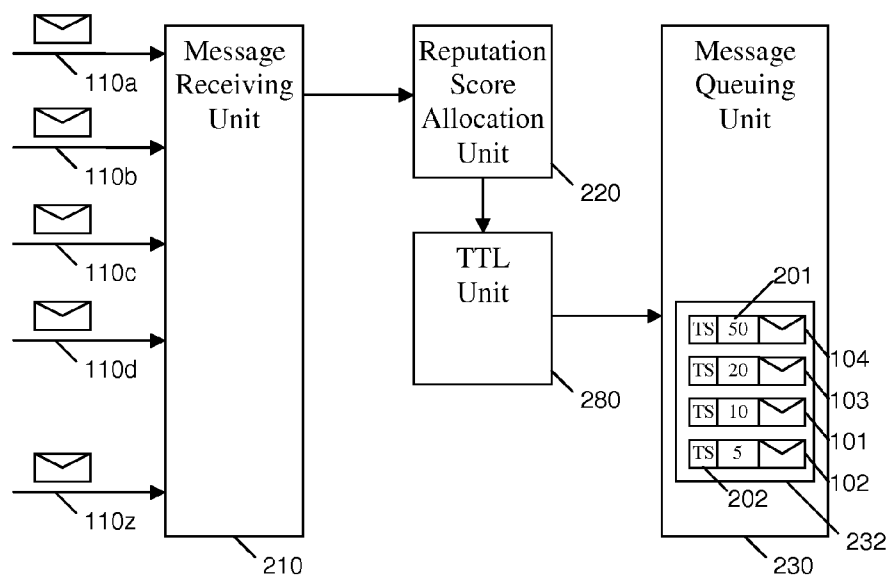 Message
Receiving
Unit
Reputation
Score
Allocation
Unit
Message
Queuing
Unit
110a
110b
110c
110d
110z
220
TTL
Unit
280
201
TS 50
104
TS 20
103
TS 10
101
TS 5
102
202
232
210
230